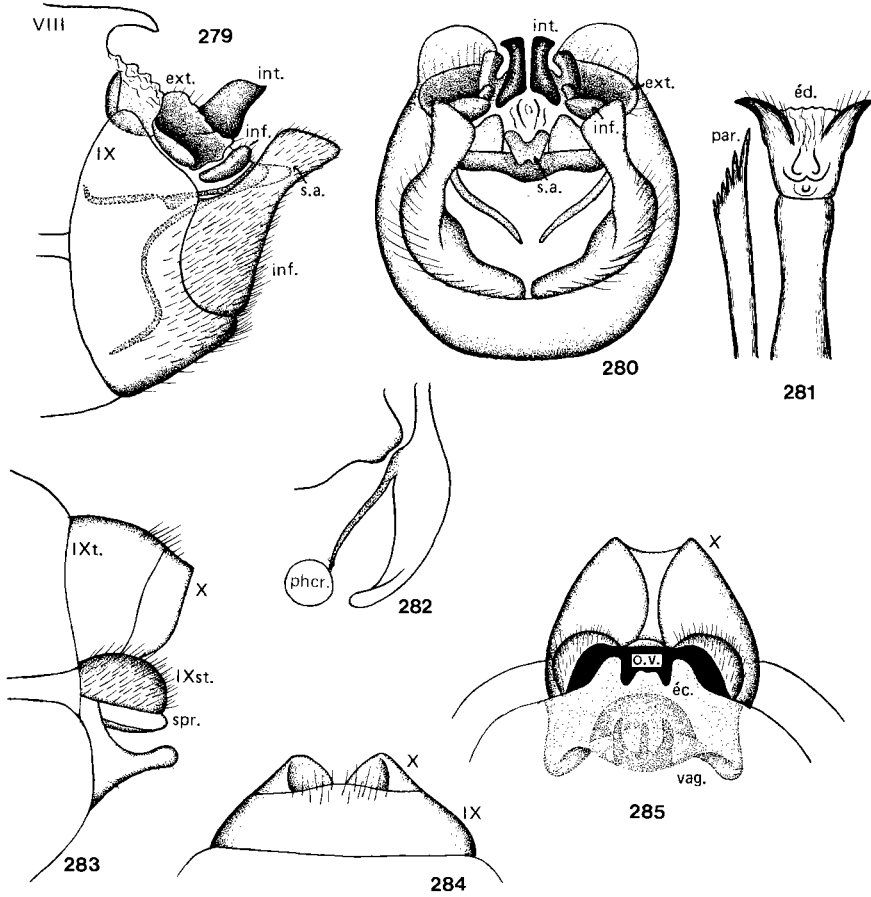 VIII
279
ext.
int.
IX
inf.
s.a.
inf.
int.
ext.
inf.
s.a.
280
éd.
par.
281
phcr.
282
IXt.
X
IXst.
spr.
283
X
IX
284
X
o.v.
éc.
vag.
285